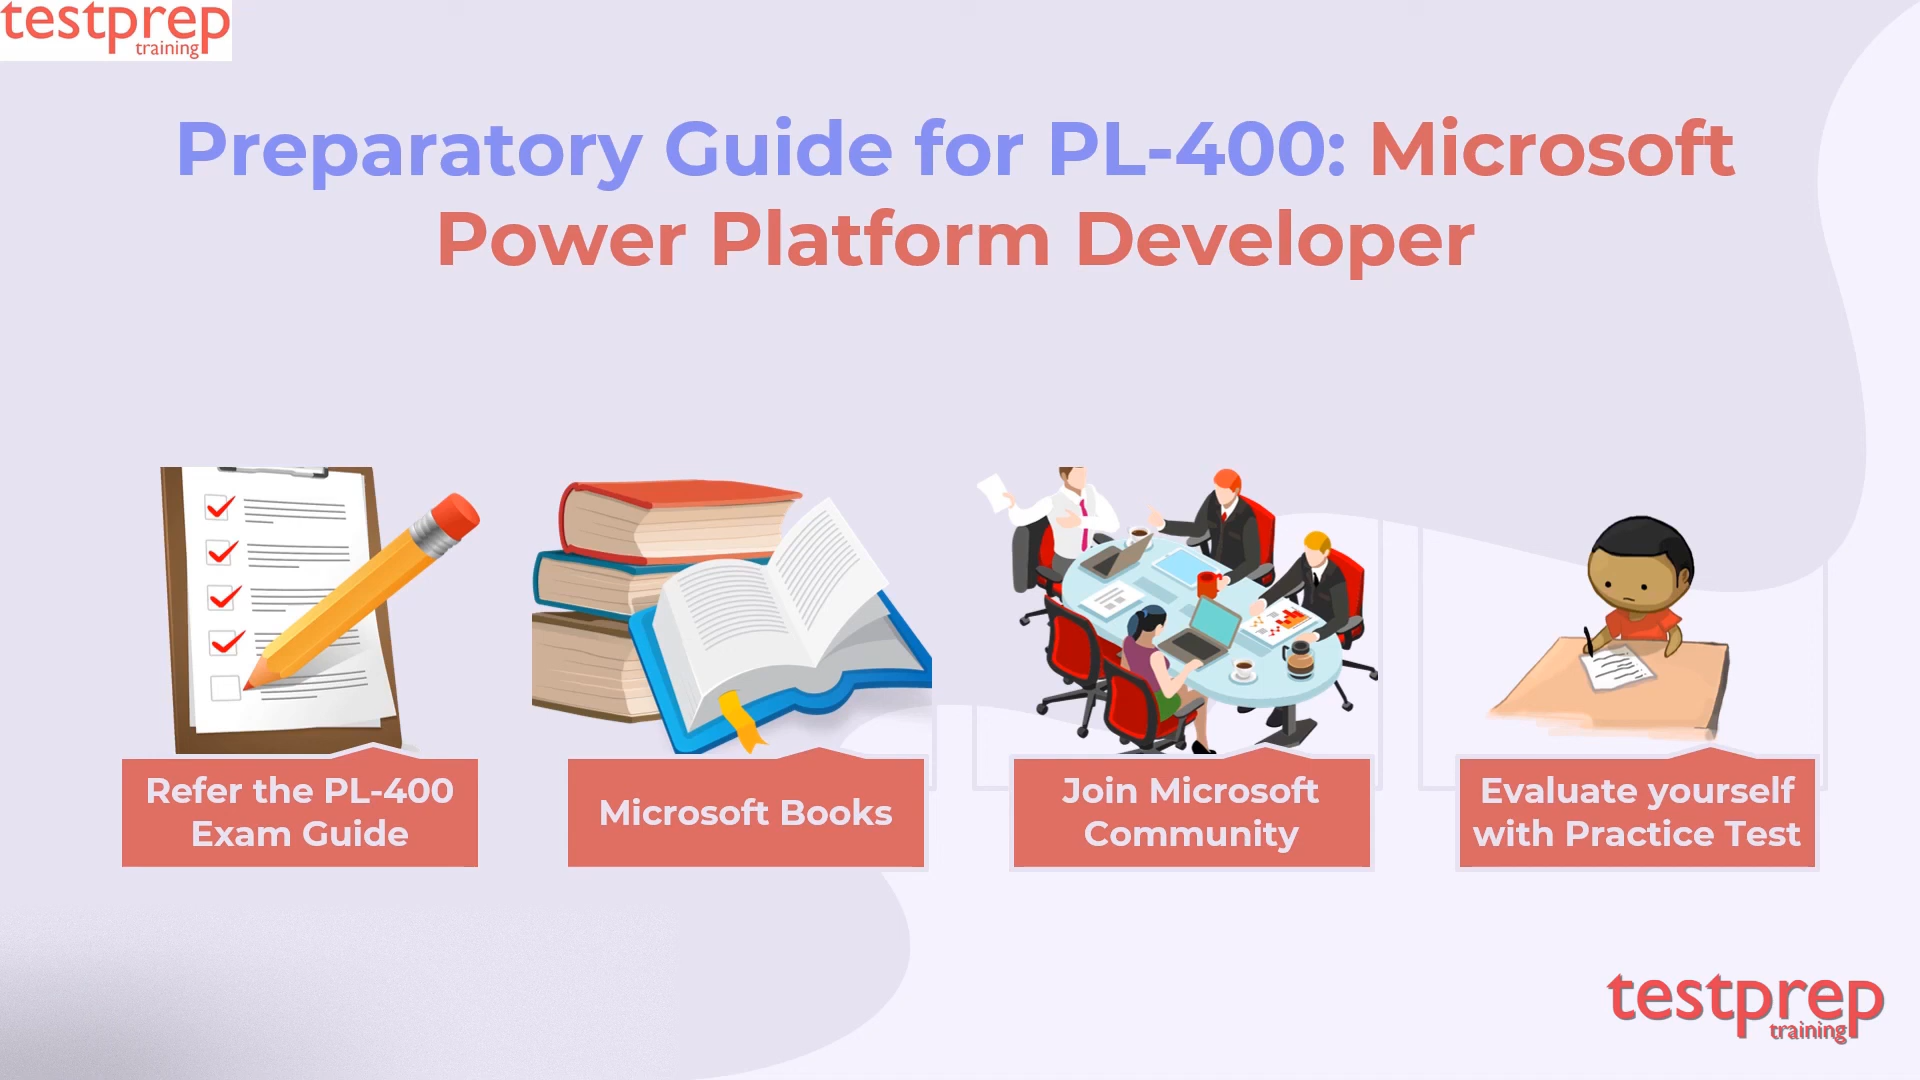 testprep
training
Preparatory Guide for PL-400: Microsoft
Power Platform Developer
Refer the PL-400
Exam Guide
Microsoft Books
Join Microsoft
Community
Evaluate yourself
with Practice Test
testprep
training